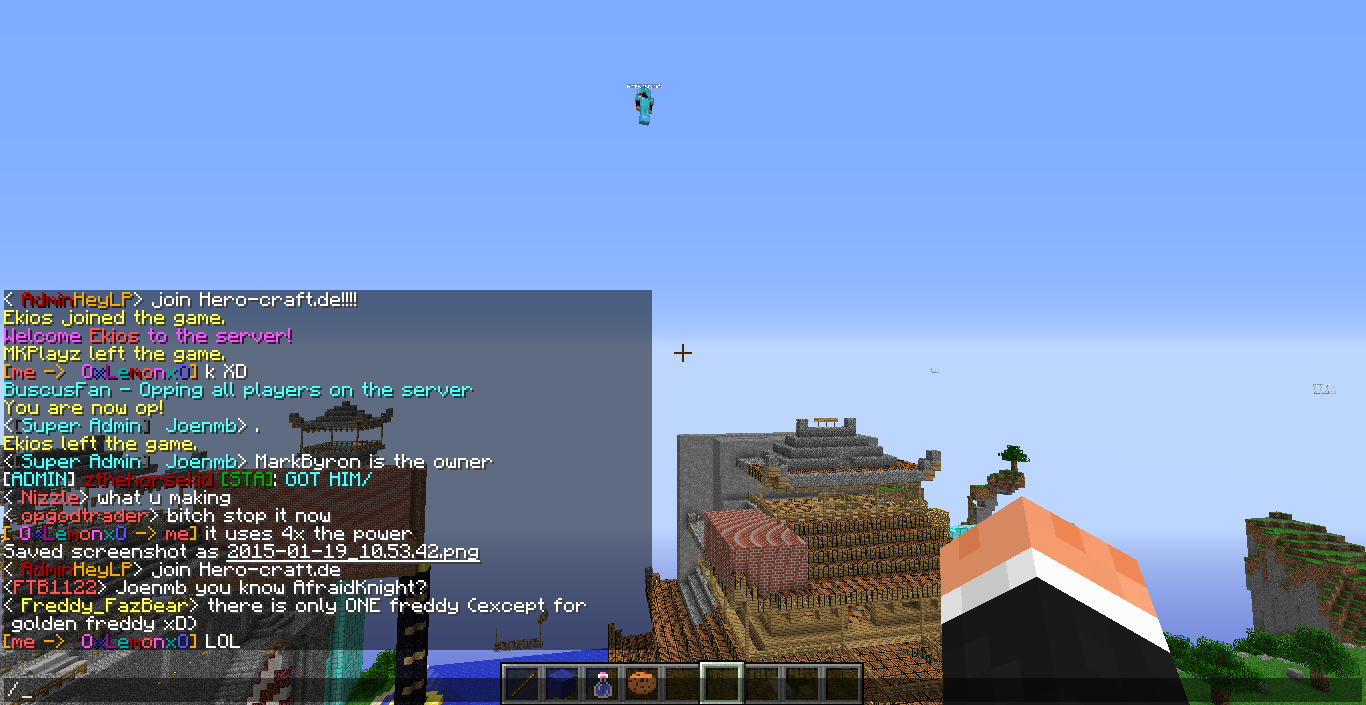 < AdminHeyLP> join Hero-craft.de!!!!
Ekios joined the game.
Welcome Ekios to the server!
MKPlayz left the game.
[me -> OxLemonxO] k XD
BuscusFan - Opping all players on the server
You are now op!
<[Super Admin] Joenmb> .
Ekios left the game.
<[Super Admin] Joenmb> MarkByron is the owner
[ADMIN] zthehorsekid [STA]: GOT HIM/
< Nizzle> what u making
< opgodtrader> bitch stop it now
[ OxLemonxO -> me] it uses 4x the power
Saved screenshot as 2015-01-19_10.53.42.png
< AdminHeyLP> join Hero-craft.de
<FTB1122> Joenmb you know AfraidKnight?
< Freddy_FazBear> there is only ONE freddy (except for
golden freddy xD)
[me -> OxLemonxO] LOL
/_